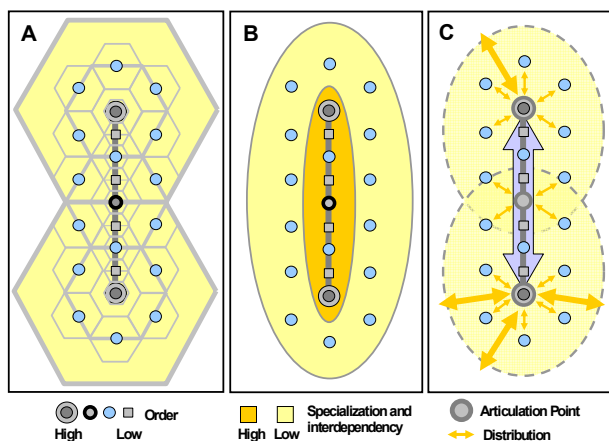 A
B
C
Order
High
Low
Specialization and
interdependency
High
Low
Articulation Point
Distribution